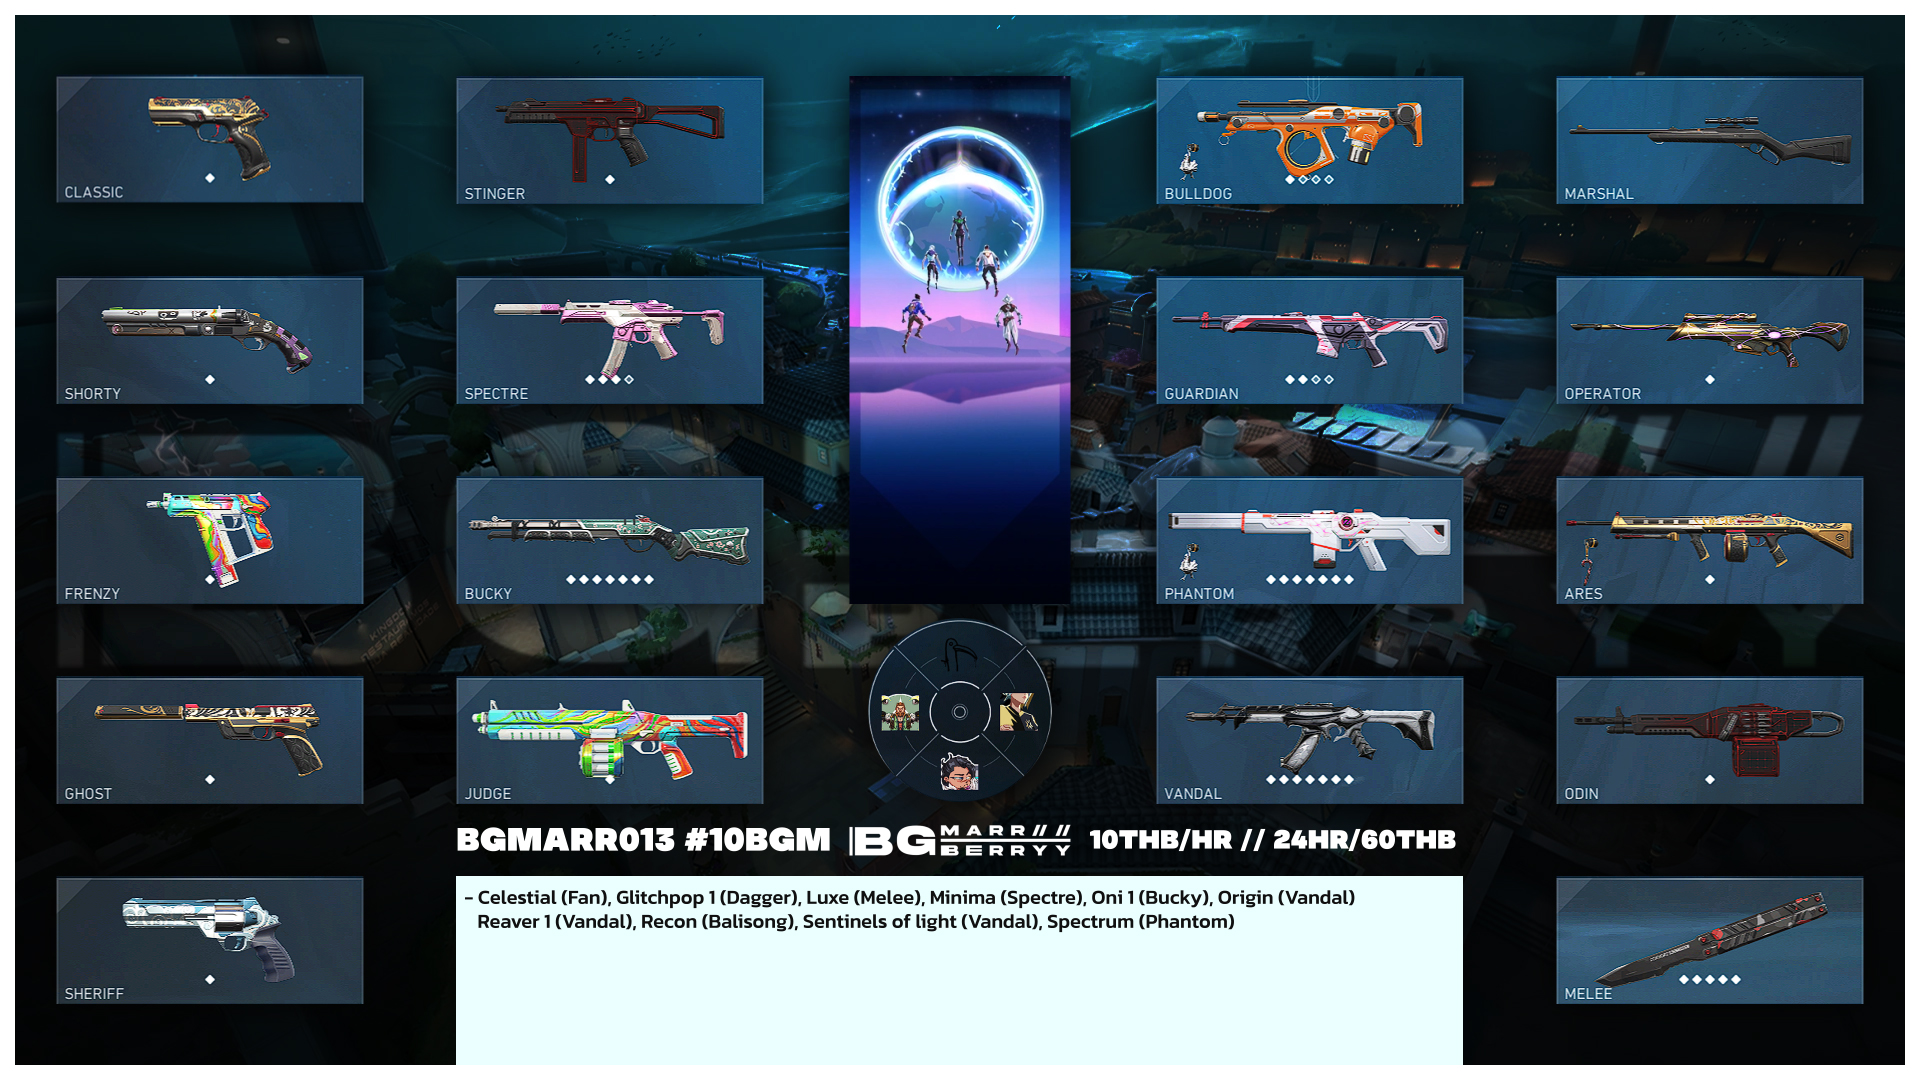 CLASSIC
STINGER
BULLDOG
MARSHAL
SHORTY
SPECTRE
GUARDIAN
OPERATOR
FRENZY
BUCKY
PHANTOM
ARES
GHOST
JUDGE
VANDAL
ODIN
BGMARR013 #10BGM
BG MARR// //
BERRYY
10THB/HR // 24HR/60THB
- Celestial (Fan), Glitchpop 1 (Dagger), Luxe (Melee), Minima (Spectre), Oni 1 (Bucky), Origin (Vandal)
Reaver 1 (Vandal), Recon (Balisong), Sentinels of light (Vandal), Spectrum (Phantom)
SHERIFF
MELEE